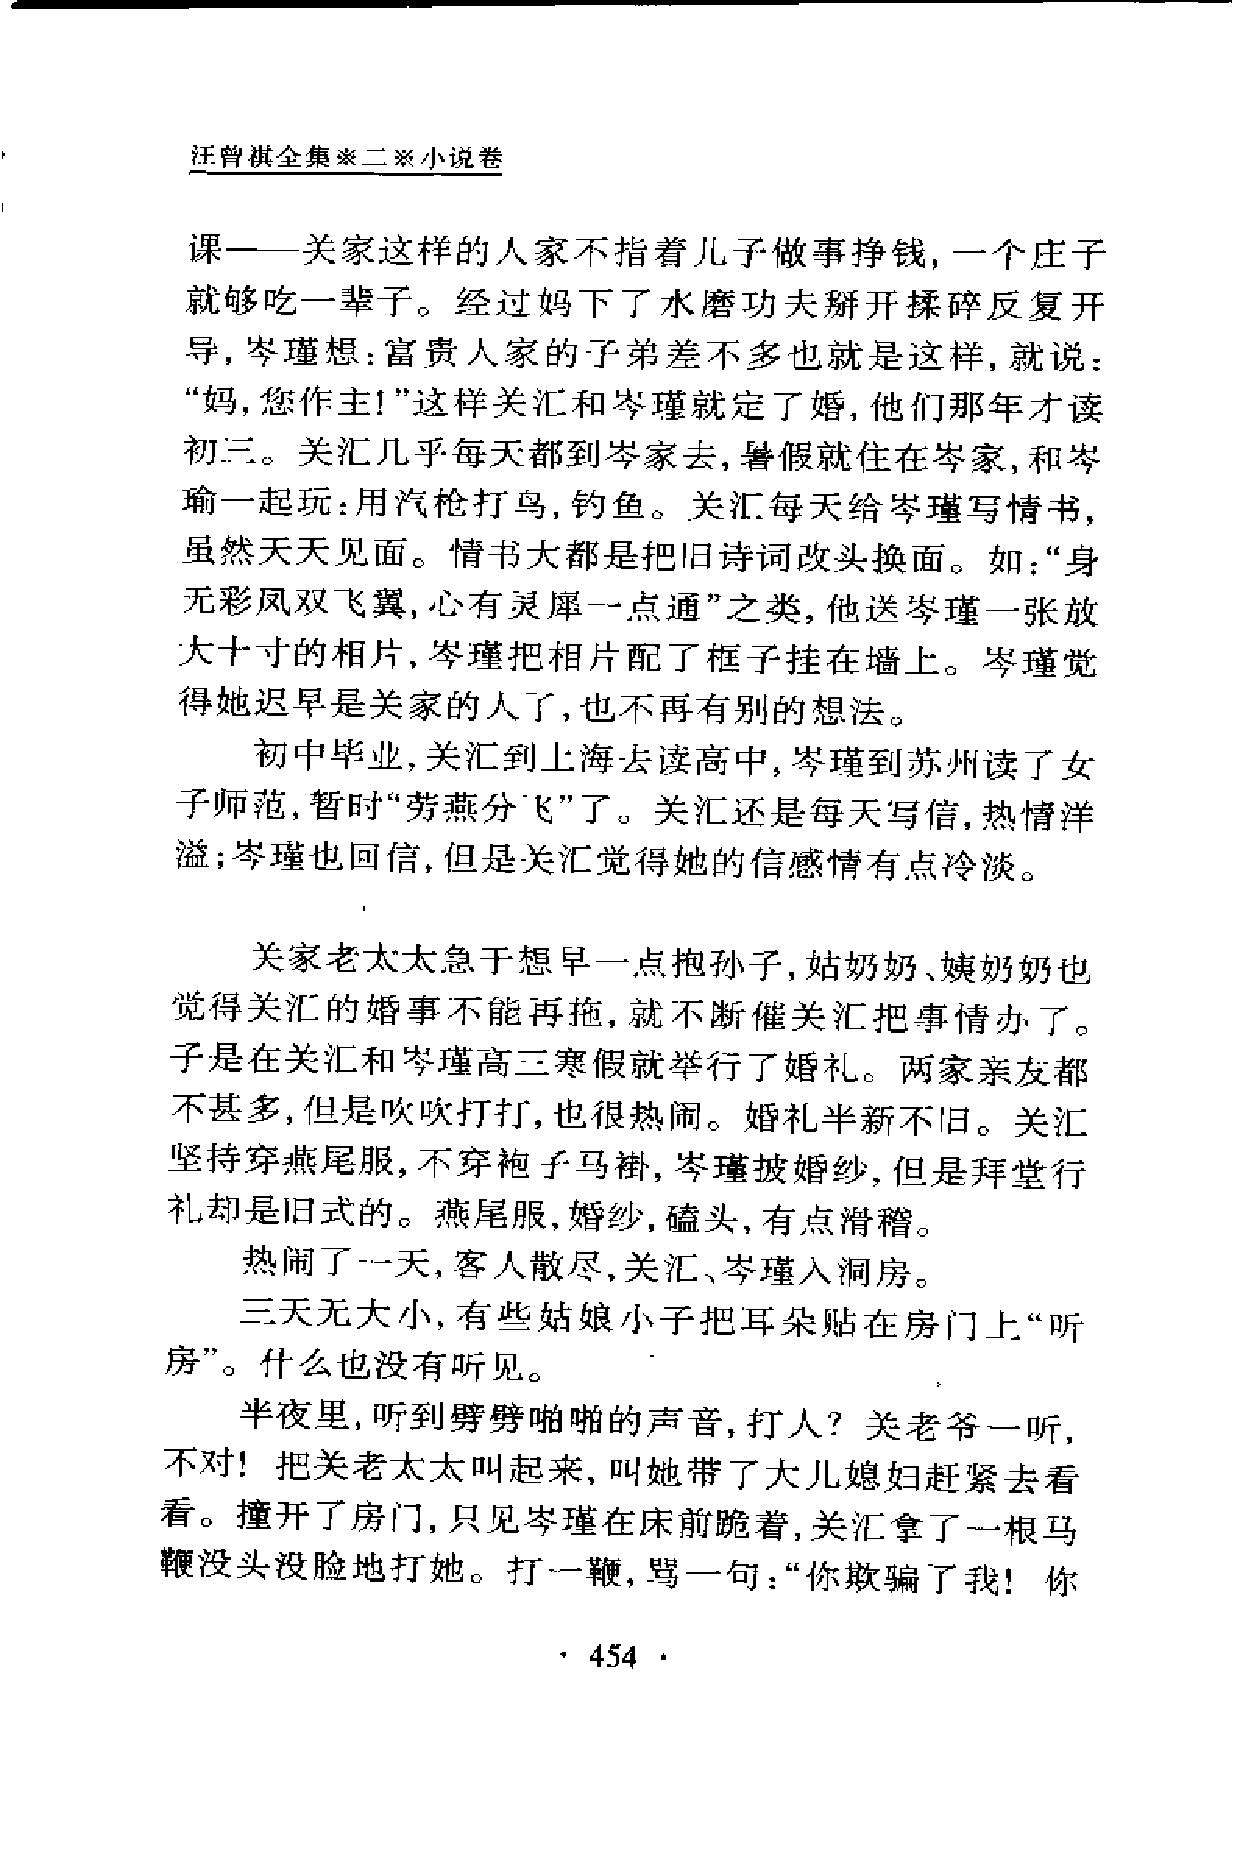 汪曾祺全集※二※小说卷
课——关家这样的人家不指着儿子做事挣钱，一个庄子
就够吃一辈子。经过妈下了水磨功夫掰开揉碎反复开
导，岑瑾想：富贵人家的子弟差不多也就是这样，就说：
“妈，您作主！”这样关汇和岑瑾就定了婚，他们那年才读
初三。关汇几乎每天都到岑家去，暑假就住在岑家，和岑
瑜一起玩：用汽枪打鸟，钓鱼。关汇每天给岑瑾写情书，
虽然天天见面。情书大都是把旧诗词改头换面。如：“身
无彩凤双飞翼，心有灵犀一点通”之类，他送岑瑾一张放
大十寸的相片，岑瑾把相片配了框子挂在墙上。岑瑾觉
得她迟早是关家的人了，也不再有别的想法。
初中毕业，关汇到上海去读高中，岑瑾到苏州读了女
子师范，暂时“劳燕分飞”了。关汇还是每天写信，热情洋
溢；岑瑾也回信，但是关汇觉得她的信感情有点冷淡。
关家老太太急于想早一点抱孙子，姑奶奶、姨奶奶也
觉得关汇的婚事不能再拖，就不断催关汇把事情办了。
于是在关汇和岑瑾高三寒假就举行了婚礼。两家亲友都
不甚多，但是吹吹打打，也很热闹。婚礼半新不旧。关汇
坚持穿燕尾服，不穿袍子马褂，岑瑾披婚纱，但是拜堂行
礼却是旧式的。燕尾服，婚纱，磕头，有点滑稽。
热闹了一天，客人散尽，关汇、岑瑾入洞房。
三天无大小，有些姑娘小子把耳朵贴在房门上“听
房”。什么也没有听见。
半夜里，听到劈劈啪啪的声音，打人？关老爷一听，
不对！把关老太太叫起来，叫她带了大儿媳妇赶紧去看
看。撞开了房门，只见岑瑾在床前跪着，关汇拿了一根马
鞭没头没脸地打她。打一鞭，骂一句：“你欺骗了我！你
· 454 ·